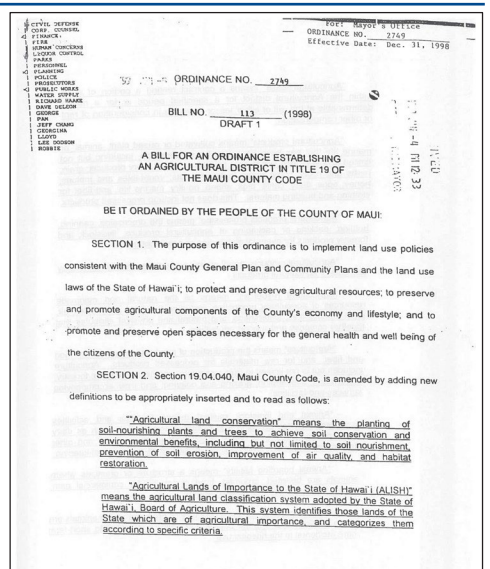 CIVIL DEFENSE
CORP. COUNSEL
FINANCE
FIRE
HUMAN CONCERNS
LIQUOR CONTROL
PARKS
PERSONNEL
PLANNING
POLICE
PROSECUTORS
PUBLIC WORKS
WATER SUPPLY
RICHARD HAAKE
DAVE DELEON
GEORGE
PAM
JEFF CHANG
GEORGINA
LLOYD
LEE DODSON
ROBBIE
For: Mayor's Office
ORDINANCE NO. 2749
Effective Date: Dec. 31, 1998
ORDINANCE NO. 2749
BILL NO. 113 (1998)
DRAFT 1
A BILL FOR AN ORDINANCE ESTABLISHING
AN AGRICULTURAL DISTRICT IN TITLE 19 OF
THE MAUI COUNTY CODE
BE IT ORDAINED BY THE PEOPLE OF THE COUNTY OF MAUI:
SECTION 1. The purpose of this ordinance is to implement land use policies
consistent with the Maui County General Plan and Community Plans and the land use
laws of the State of Hawai`i; to protect and preserve agricultural resources; to preserve
and promote agricultural components of the County's economy and lifestyle; and to
promote and preserve open spaces necessary for the general health and well being of
the citizens of the County.
SECTION 2. Section 19.04.040, Maui County Code, is amended by adding new
definitions to be appropriately inserted and to read as follows:
""Agricultural land conservation" means the planting of
soil-nourishing plants and trees to achieve soil conservation and
environmental benefits, including but not limited to soil nourishment,
prevention of soil erosion, improvement of air quality, and habitat
restoration.
"Agricultural Lands of Importance to the State of Hawai`i (ALISH)"
means the agricultural land classification system adopted by the State of
Hawai`i, Board of Agriculture. This system identifies those lands of the
State which are of agricultural importance, and categorizes them
according to specific criteria.